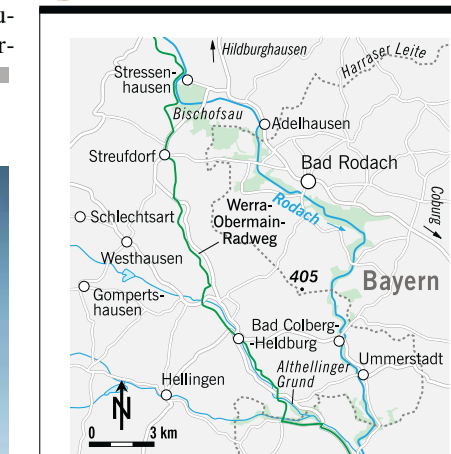 u-
r-
Hildburghausen
Harraser Leite
Stressen-
hausen
Bischofsau
Adelhausen
Streufdorf
Bad Rodach
Coburg
Rodach
Schlechtsart
Werra-
Obermain-
Radweg
Westhausen
405
Bayern
Gomperts-
hausen
Bad Colberg-
-Heldburg
Althellinger
Grund
Ummerstadt
Hellingen
N
0 3 km